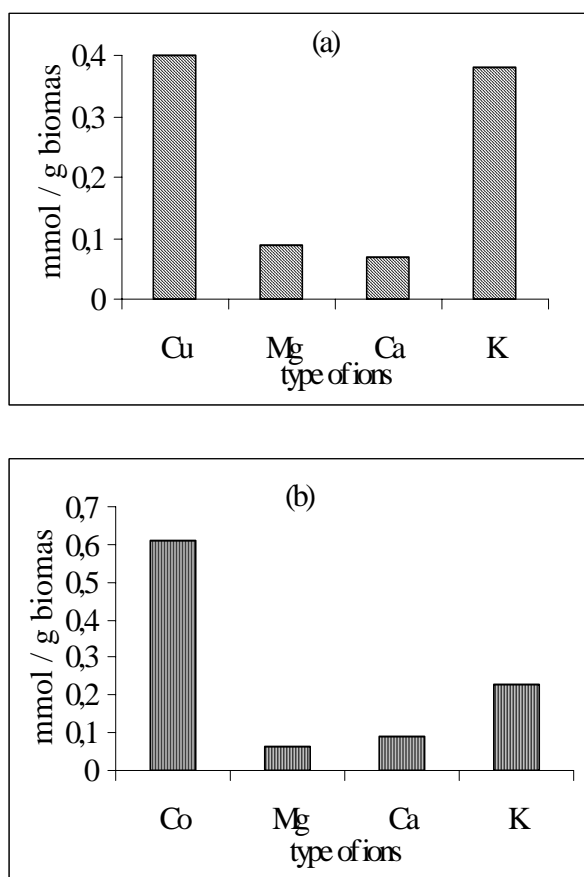 (a)
mmol / g biomas
0,4
0,3
0,2
0,1
0
Cu Mg Ca K
type of ions
(b)
mmol / g biomas
0,7
0,6
0,5
0,4
0,3
0,2
0,1
0
Co Mg Ca K
type of ions